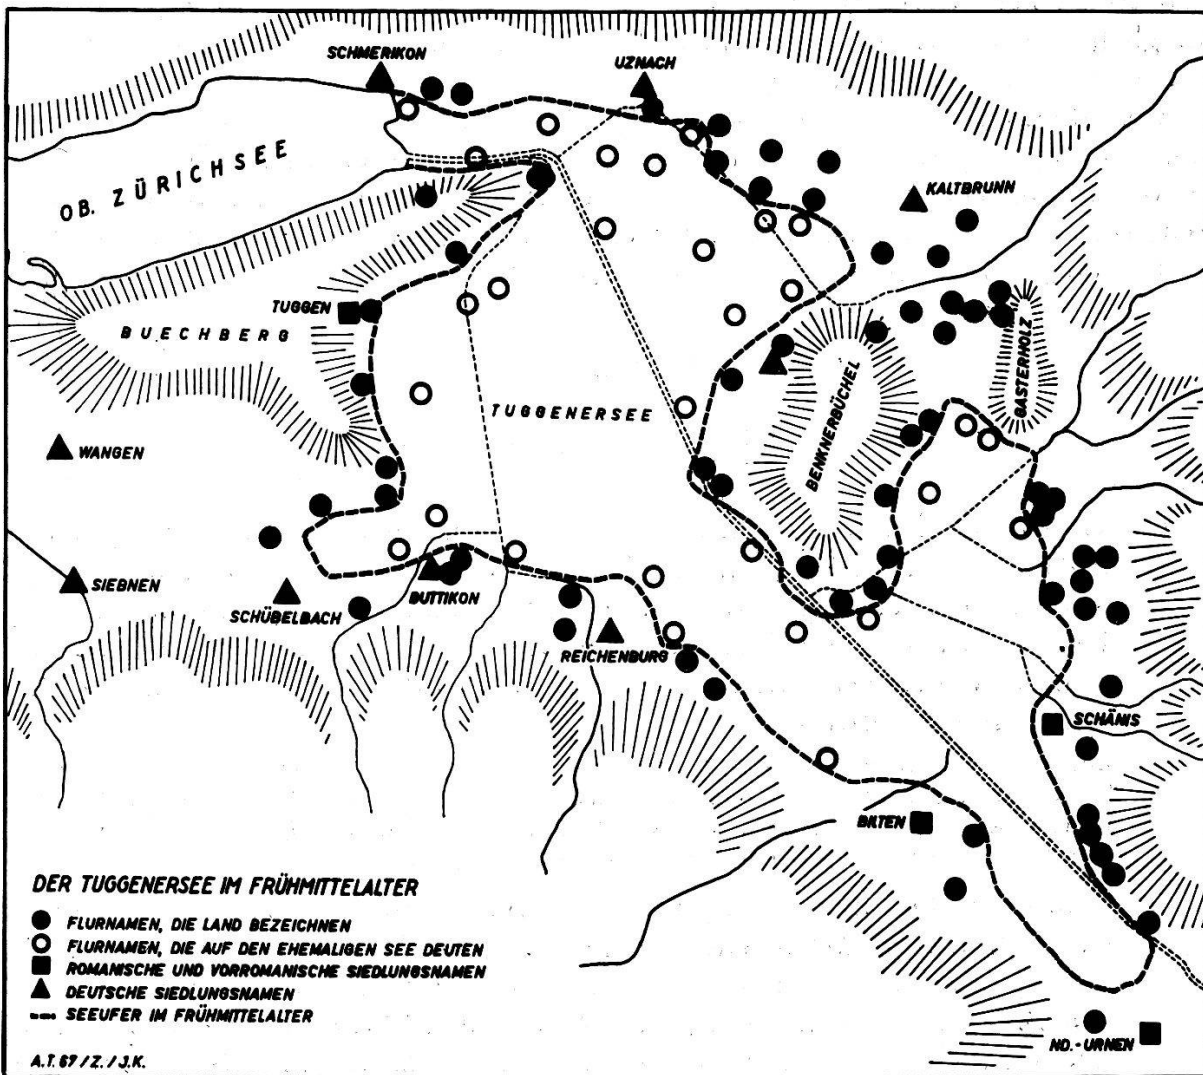 SCHMERIKON
UZNACH
OB. ZÜRICHSEE
KALTBRUNN
TUGGEN
BUECHBERG
GASTERHOLZ
TUGGENERSEE
BENKNERBÜCHEL
WANGEN
SIEBNEN
SCHÜBELBACH
BUTTIKON
REICHENBURG
SCHÄNIS
BILTEN
DER TUGGENERSEE IM FRÜHMITTELALTER
FLURNAMEN, DIE LAND BEZEICHNEN
FLURNAMEN, DIE AUF DEN EHEMALIGEN SEE DEUTEN
ROMANISCHE UND VORROMANISCHE SIEDLUNGSNAMEN
DEUTSCHE SIEDLUNGSNAMEN
SEEUFER IM FRÜHMITTELALTER
ND.-URNEN
A.T. 67 / Z. / J.K.